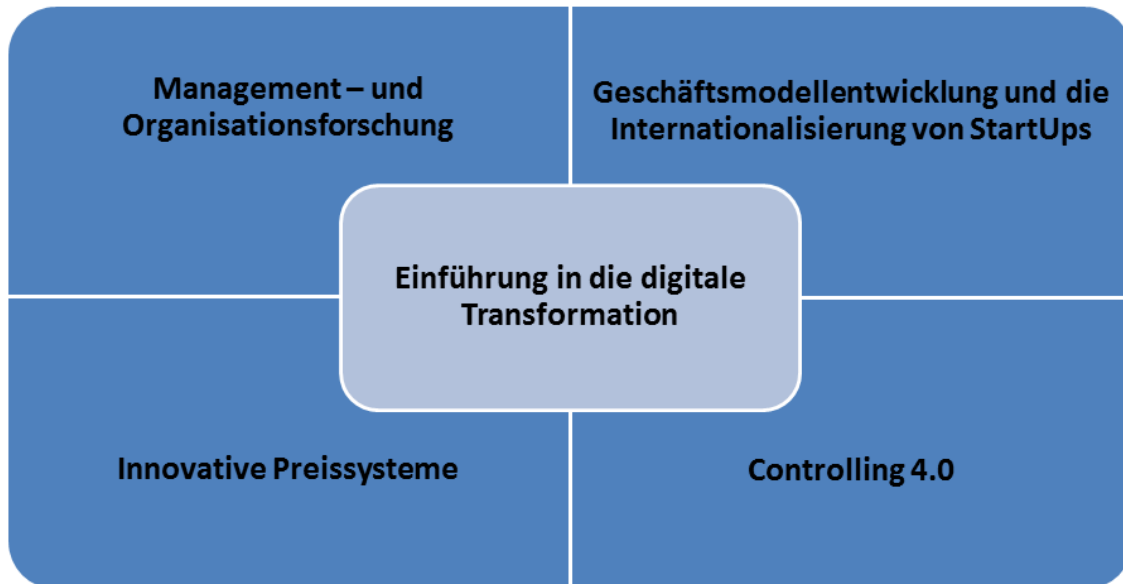 Management – und
Organisationsforschung
Geschäftsmodellentwicklung und die
Internationalisierung von StartUps
Einführung in die digitale
Transformation
Innovative Preissysteme
Controlling 4.0